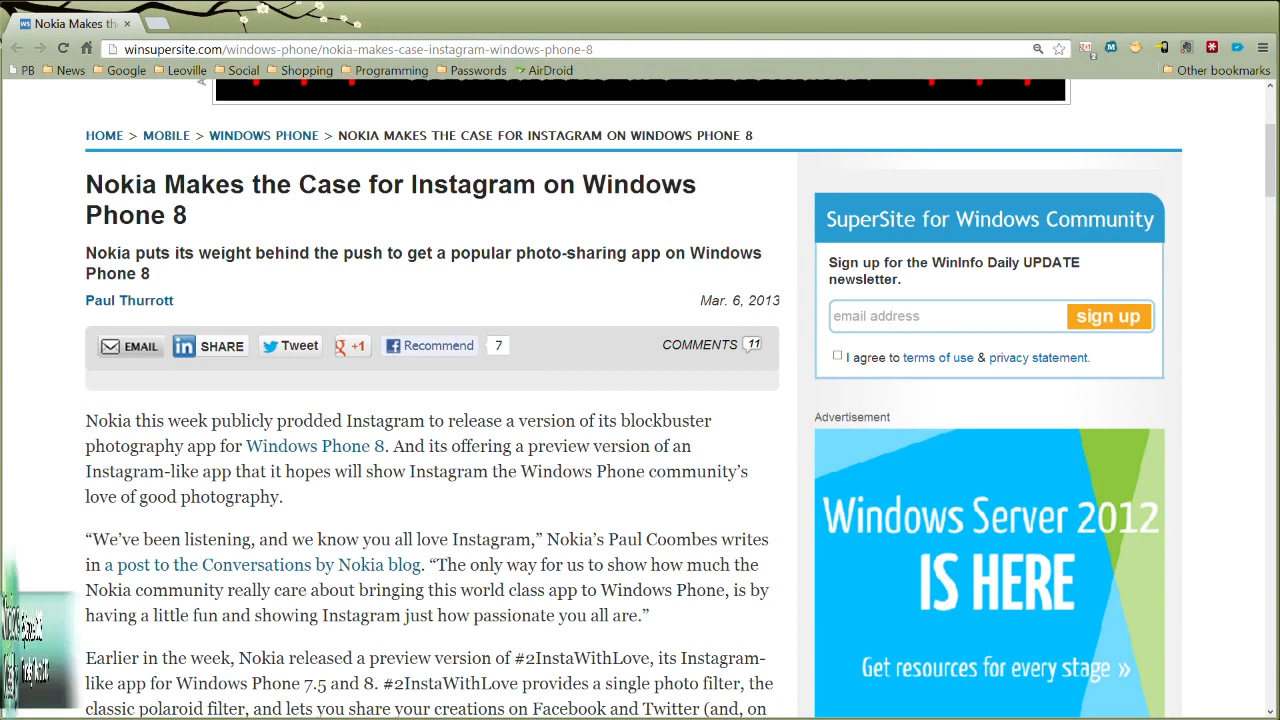 Nokia Makes th
winsupersite.com/windows-phone/nokia-makes-case-instagram-windows-phone-8
PB News Google Leoville Social Shopping Programming Passwords AirDroid Other bookmarks
HOME > MOBILE > WINDOWS PHONE > NOKIA MAKES THE CASE FOR INSTAGRAM ON WINDOWS PHONE 8
Nokia Makes the Case for Instagram on Windows
Phone 8
Nokia puts its weight behind the push to get a popular photo-sharing app on Windows
Phone 8
Paul Thurrott Mar. 6, 2013
EMAIL SHARE Tweet +1 Recommend 7 COMMENTS 11
Nokia this week publicly prodded Instagram to release a version of its blockbuster
photography app for Windows Phone 8. And its offering a preview version of an
Instagram-like app that it hopes will show Instagram the Windows Phone community’s
love of good photography.
“We’ve been listening, and we know you all love Instagram,” Nokia’s Paul Coombes writes
in a post to the Conversations by Nokia blog. “The only way for us to show how much the
Nokia community really care about bringing this world class app to Windows Phone, is by
having a little fun and showing Instagram just how passionate you all are.”
Earlier in the week, Nokia released a preview version of #2InstaWithLove, its Instagram-
like app for Windows Phone 7.5 and 8. #2InstaWithLove provides a single photo filter, the
classic polaroid filter, and lets you share your creations on Facebook and Twitter (and, on
SuperSite for Windows Community
Sign up for the WinInfo Daily UPDATE
newsletter.
email address sign up
I agree to terms of use & privacy statement.
Advertisement
Windows Server 2012
IS HERE
Get resources for every stage »